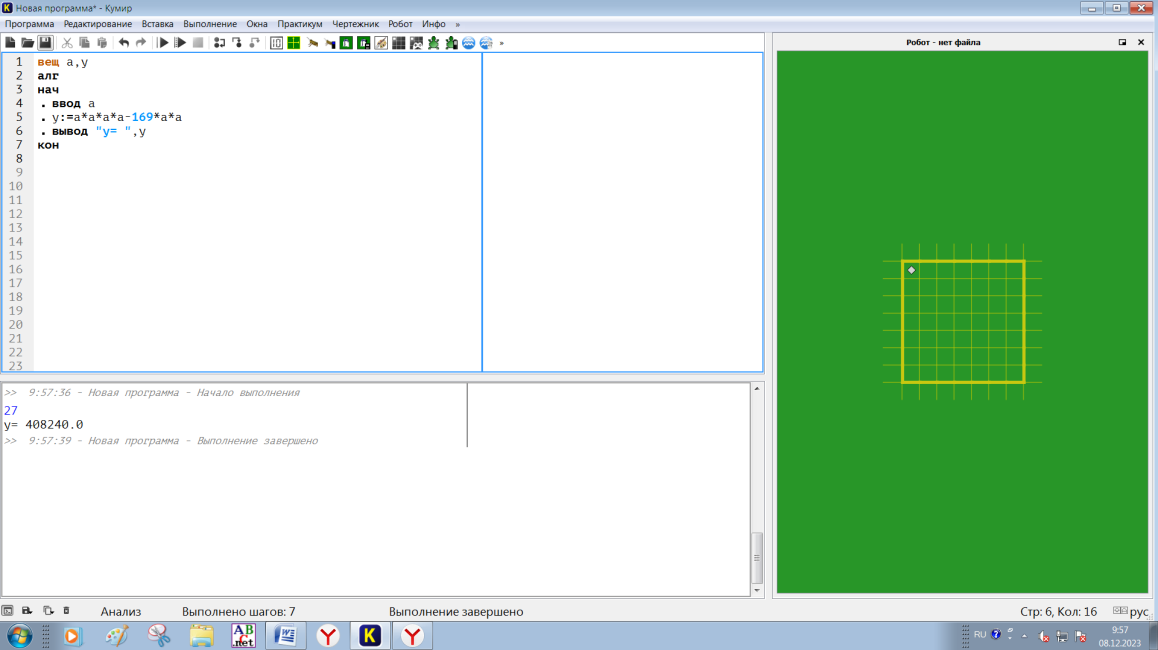 Новая программа* - Кумир
Программа Редактирование Вставка Выполнение Окна Практикум Чертежник Робот Инфо »
Робот - нет файла
1 вещ a,y
2 алг
3 нач
4 . ввод a
5 . y:=a*a*a*a-169*a*a
6 . вывод "y= ",y
7 кон
8
9
10
11
12
13
14
15
16
17
18
19
20
21
22
23
>> 9:57:36 - Новая программа - Начало выполнения
27
y= 408240.0
>> 9:57:39 - Новая программа - Выполнение завершено
Анализ Выполнено шагов: 7 Выполнение завершено Стр: 6, Кол: 16 рус
RU 9:57
08.12.2023